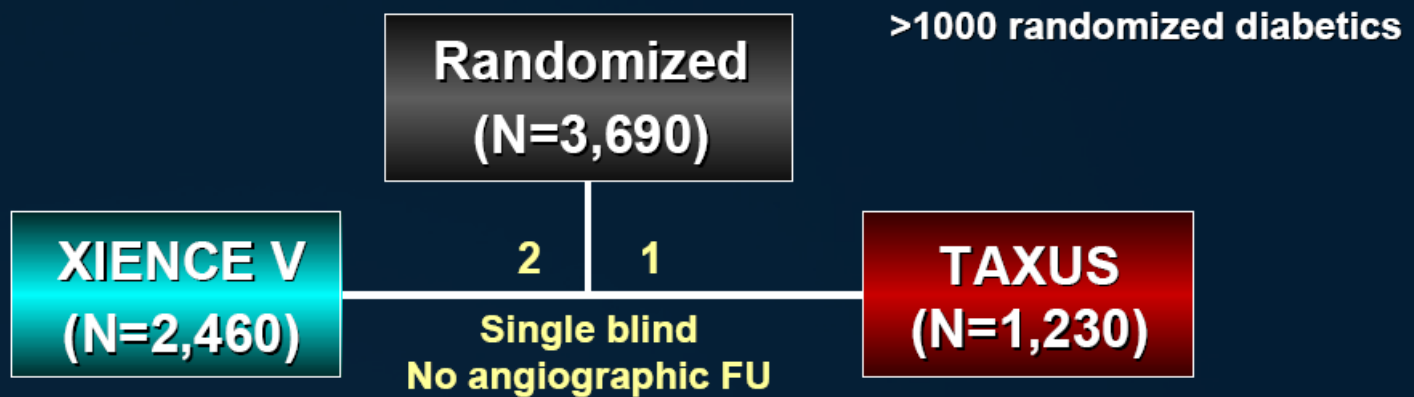 >1000 randomized diabetics
Randomized
(N=3,690)
XIENCE V
(N=2,460)
2
1
TAXUS
(N=1,230)
Single blind
No angiographic FU